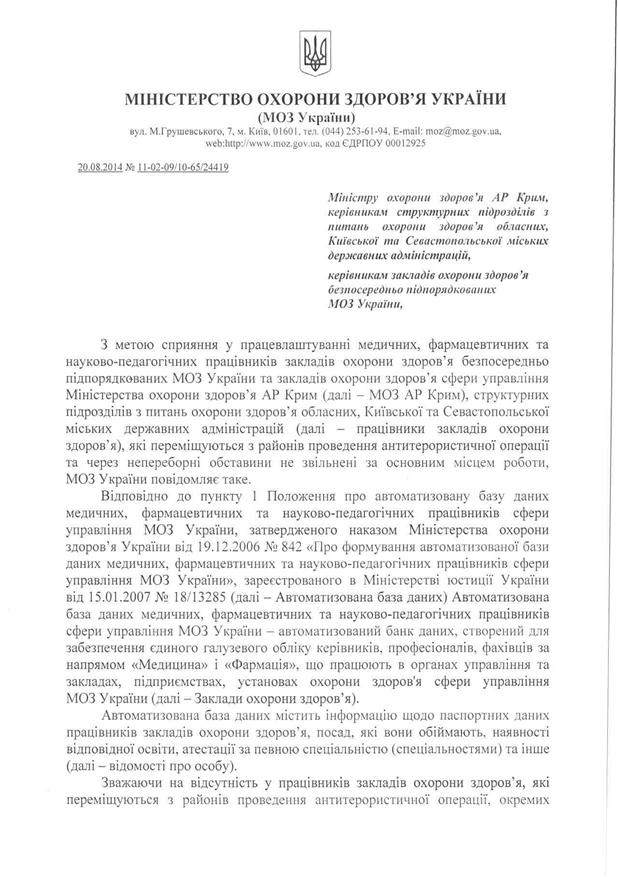 МІНІСТЕРСТВО ОХОРОНИ ЗДОРОВ’Я УКРАЇНИ
(МОЗ України)
вул. М.Грушевського, 7, м. Київ, 01601, тел. (044) 253-61-94, E-mail: moz@moz.gov.ua,
web:http://www.moz.gov.ua, код ЄДРПОУ 00012925
20.08.2014 № 11-02-09/10-65/24419
Міністру охорони здоров’я АР Крим,
керівникам структурних підрозділів з
питань охорони здоров’я обласних,
Київської та Севастопольської міських
державних адміністрацій,
керівникам закладів охорони здоров’я
безпосередньо підпорядкованих
МОЗ України,
З метою сприяння у працевлаштуванні медичних, фармацевтичних та
науково-педагогічних працівників закладів охорони здоров’я безпосередньо
підпорядкованих МОЗ України та закладів охорони здоров’я сфери управління
Міністерства охорони здоров’я АР Крим (далі – МОЗ АР Крим), структурних
підрозділів з питань охорони здоров’я обласних, Київської та Севастопольської
міських державних адміністрацій (далі – працівники закладів охорони
здоров’я), які переміщуються з районів проведення антитерористичної операції
та через непереборні обставини не звільнені за основним місцем роботи,
МОЗ України повідомляє таке.
Відповідно до пункту 1 Положення про автоматизовану базу даних
медичних, фармацевтичних та науково-педагогічних працівників сфери
управління МОЗ України, затвердженого наказом Міністерства охорони
здоров’я України від 19.12.2006 № 842 «Про формування автоматизованої бази
даних медичних, фармацевтичних та науково-педагогічних працівників сфери
управління МОЗ України», зареєстрованого в Міністерстві юстиції України
від 15.01.2007 № 18/13285 (далі – Автоматизована база даних) Автоматизована
база даних медичних, фармацевтичних та науково-педагогічних працівників
сфери управління МОЗ України – автоматизований банк даних, створений для
забезпечення єдиного галузевого обліку керівників, професіоналів, фахівців за
напрямом «Медицина» і «Фармація», що працюють в органах управління та
закладах, підприємствах, установах охорони здоров'я сфери управління
МОЗ України (далі – Заклади охорони здоров’я).
Автоматизована база даних містить інформацію щодо паспортних даних
працівників закладів охорони здоров’я, посад, які вони обіймають, наявності
відповідної освіти, атестації за певною спеціальністю (спеціальностями) та інше
(далі – відомості про особу).
Зважаючи на відсутність у працівників закладів охорони здоров’я, які
переміщуються з районів проведення антитерористичної операції, окремих